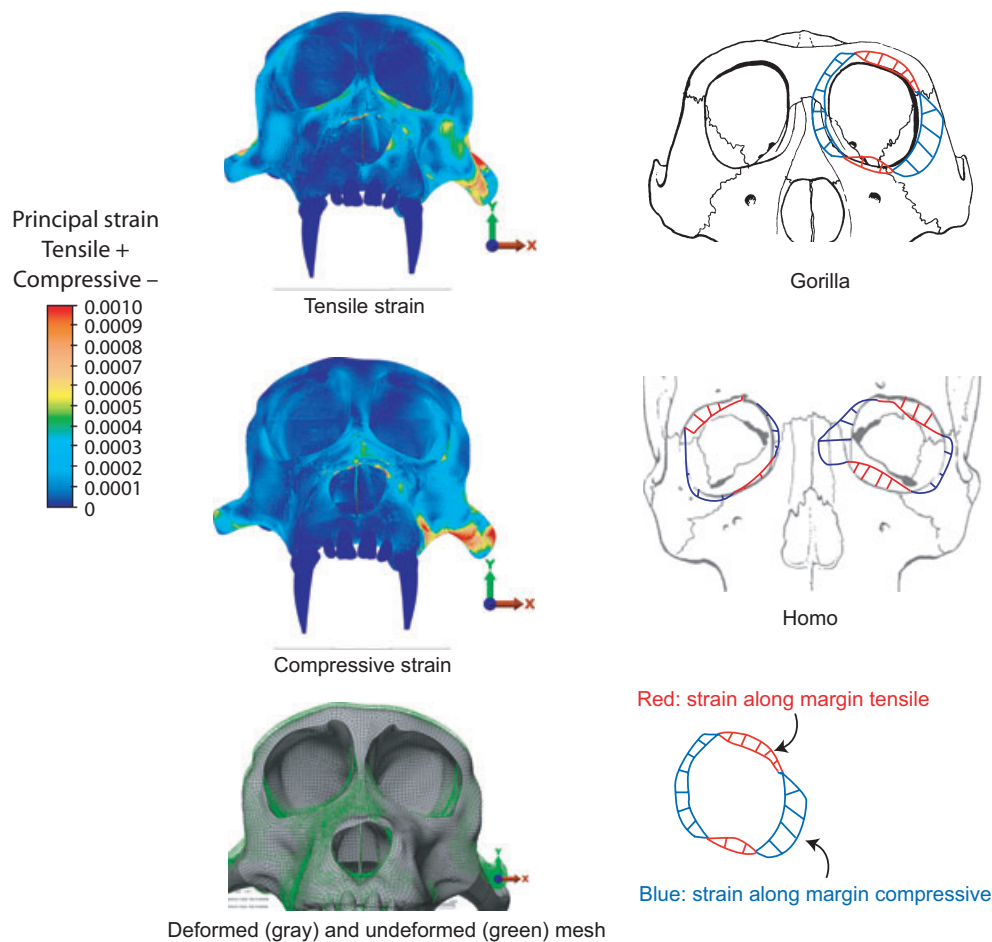 Principal strain
Tensile +
Compressive –
0.0010
0.0009
0.0008
0.0007
0.0006
0.0005
0.0004
0.0003
0.0002
0.0001
0
Y
X
Tensile strain
Y
X
Compressive strain
X
Deformed (gray) and undeformed (green) mesh
Gorilla
Homo
Red: strain along margin tensile
Blue: strain along margin compressive